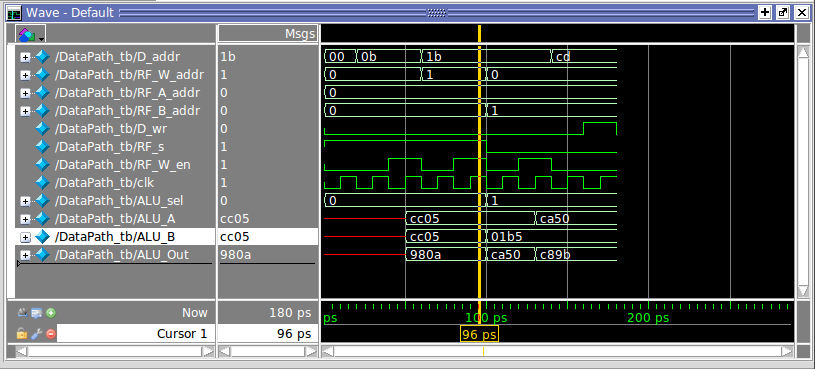 Wave - Default
Msgs
/DataPath_tb/D_addr 1b 00 0b 1b cd
/DataPath_tb/RF_W_addr 1 0 1 0
/DataPath_tb/RF_A_addr 0 0
/DataPath_tb/RF_B_addr 0 0 1
/DataPath_tb/D_wr 0
/DataPath_tb/RF_s 1
/DataPath_tb/RF_W_en 1
/DataPath_tb/clk 1
/DataPath_tb/ALU_sel 0 0 1
/DataPath_tb/ALU_A cc05 cc05 ca50
/DataPath_tb/ALU_B cc05 cc05 01b5
/DataPath_tb/ALU_Out 980a 980a ca50 c89b
Now 180 ps ps 100 ps 200 ps
Cursor 1 96 ps 96 ps